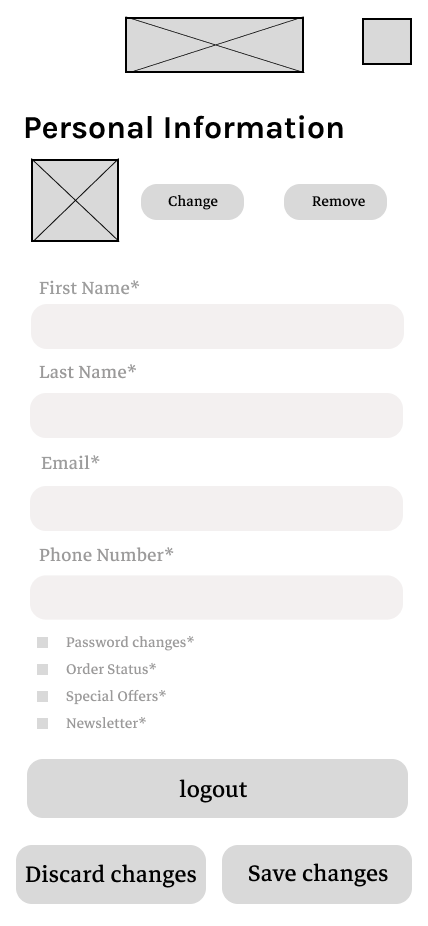 Personal Information
Change Remove
First Name*
Last Name*
Email*
Phone Number*
Password changes*
Order Status*
Special Offers*
Newsletter*
logout
Discard changes Save changes